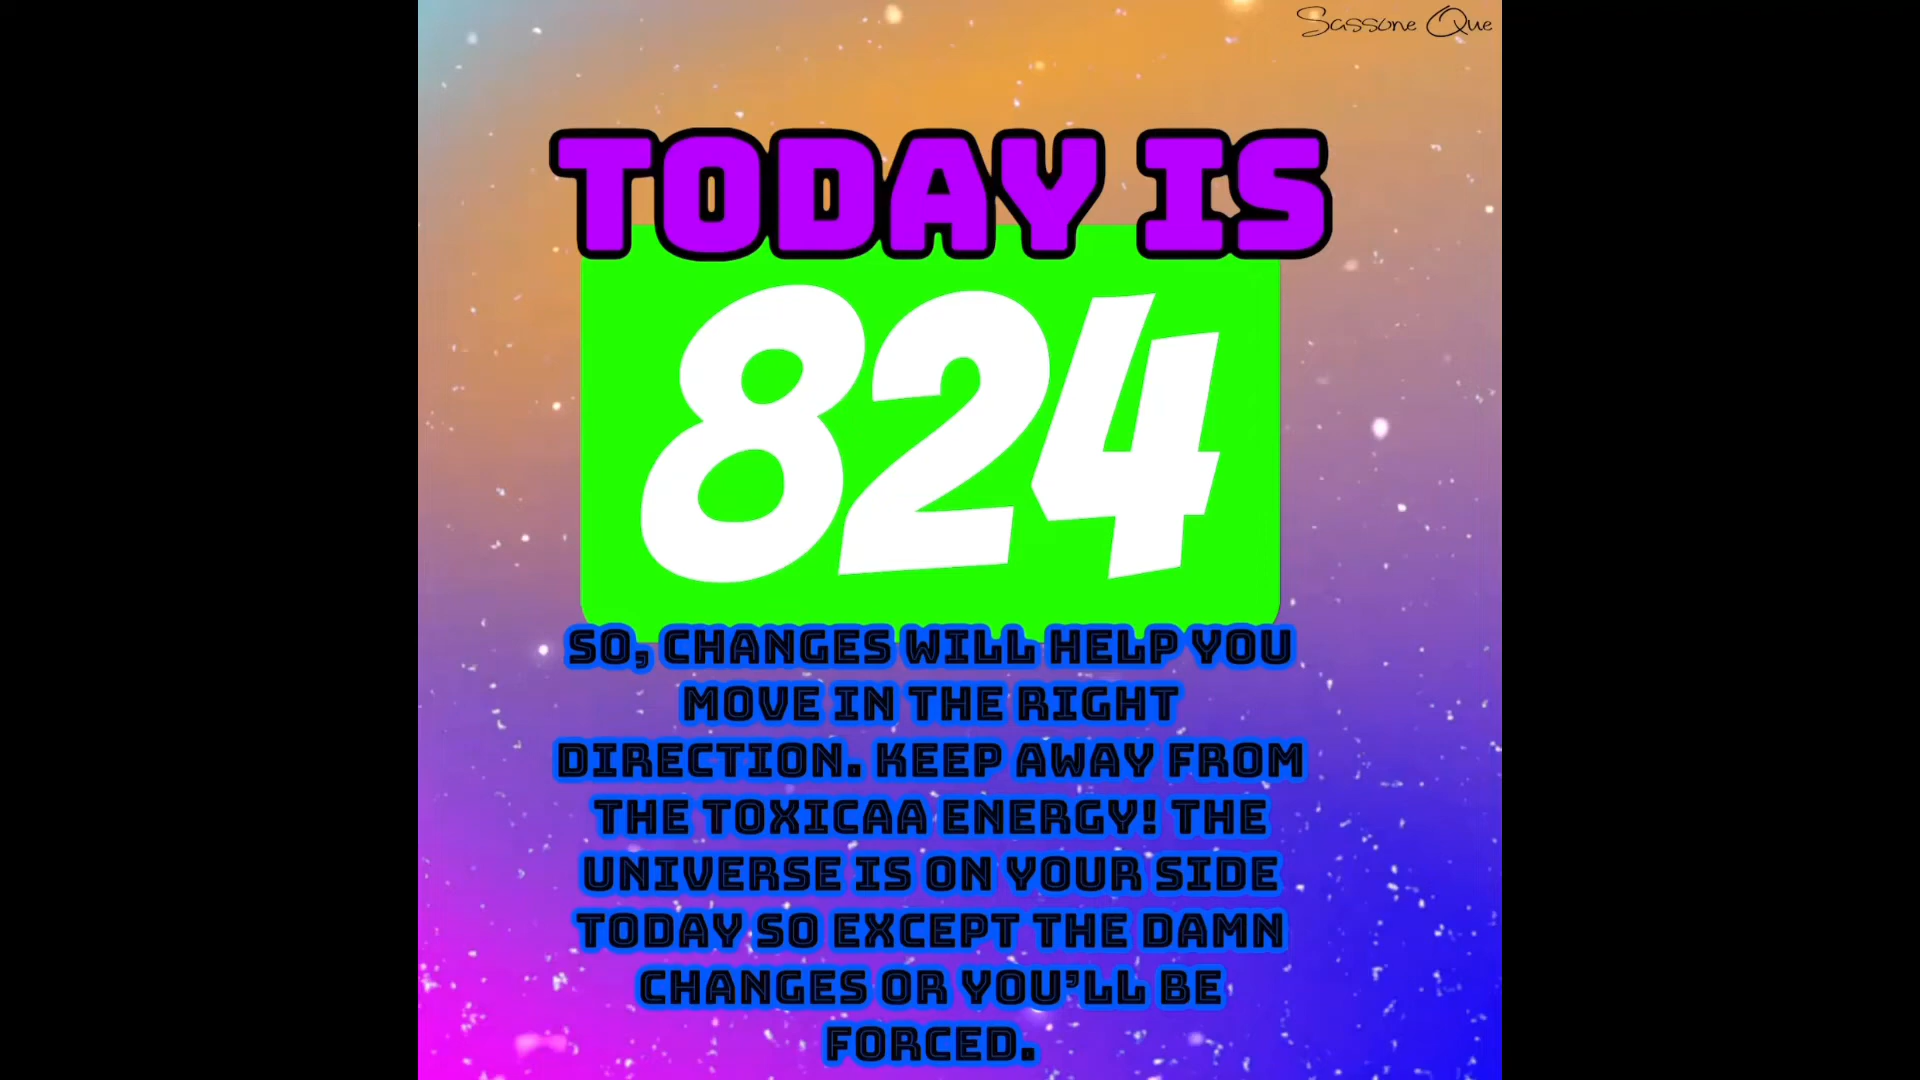 Sassone Que
TODAY IS
824
SO, CHANGES WILL HELP YOU
MOVE IN THE RIGHT
DIRECTION. KEEP AWAY FROM
THE TOXICAA ENERGY! THE
UNIVERSE IS ON YOUR SIDE
TODAY SO EXCEPT THE DAMN
CHANGES OR YOU'LL BE
FORCED.